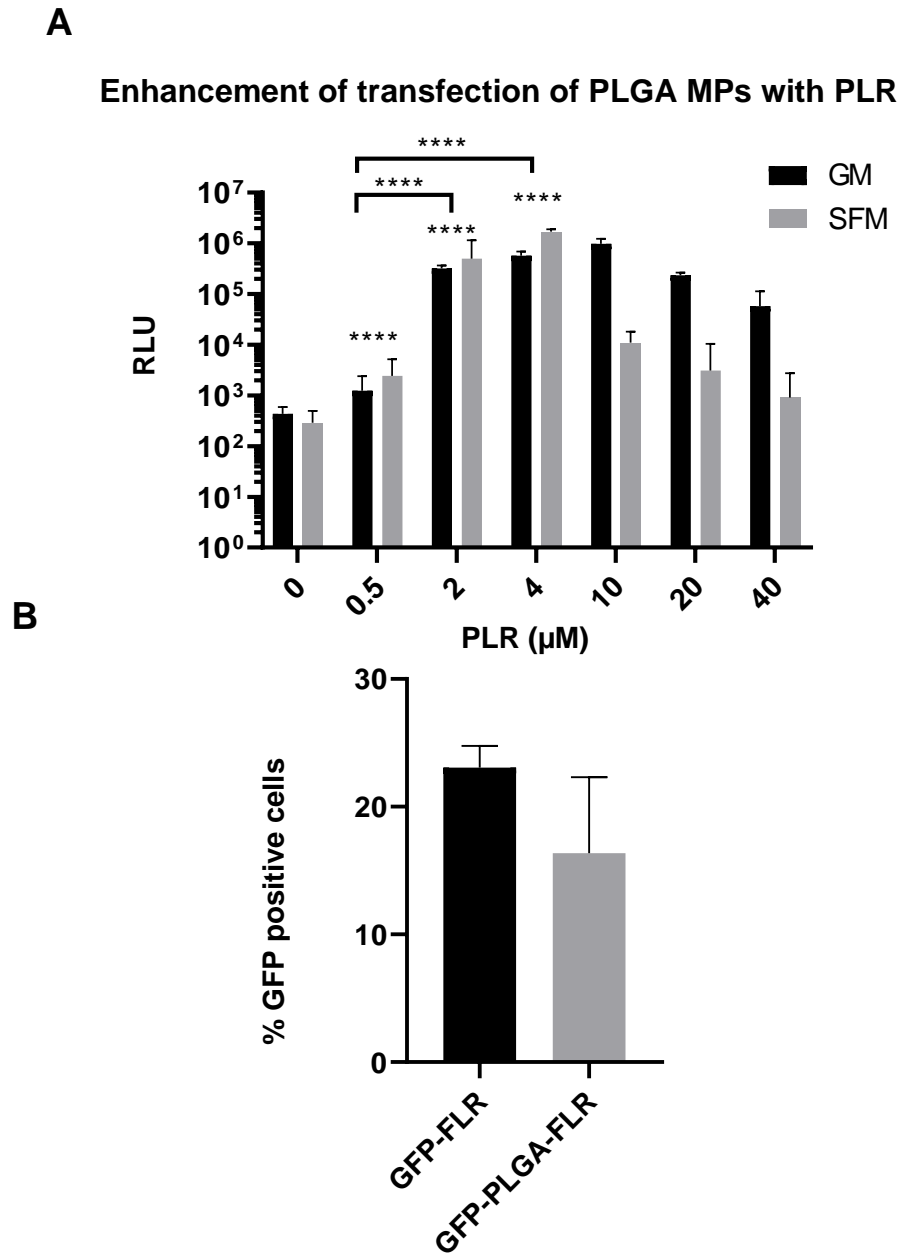 A
Enhancement of transfection of PLGA MPs with PLR
****
****
****
****
****
GM
SFM
10⁷
10⁶
10⁵
10⁴
10³
10²
10¹
10⁰
RLU
0 0.5 2 4 10 20 40
PLR (µM)
B
30
20
10
0
% GFP positive cells
GFP-FLR
GFP-PLGA-FLR